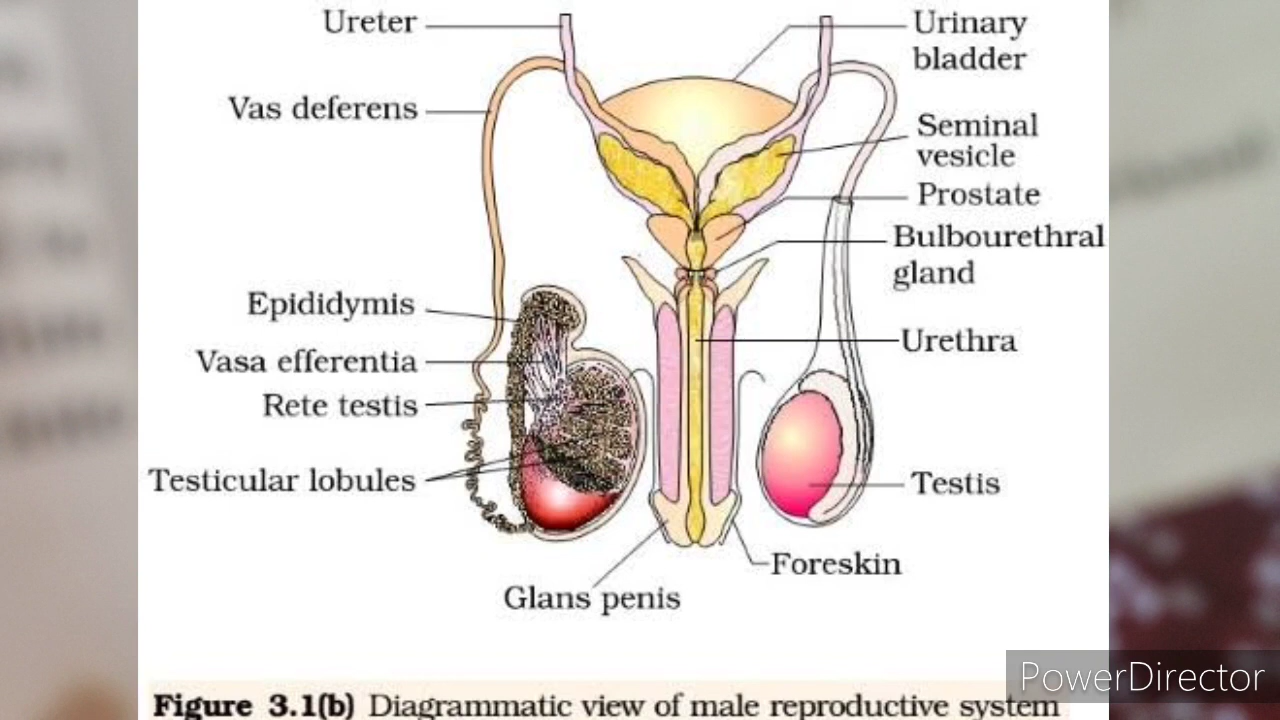 Ureter
Urinary
bladder
Vas deferens
Seminal
vesicle
Prostate
Bulbourethral
gland
Epididymis
Urethra
Vasa efferentia
Rete testis
Testicular lobules
Testis
Foreskin
Glans penis
PowerDirector
Figure 3.1(b) Diagrammatic view of male reproductive system